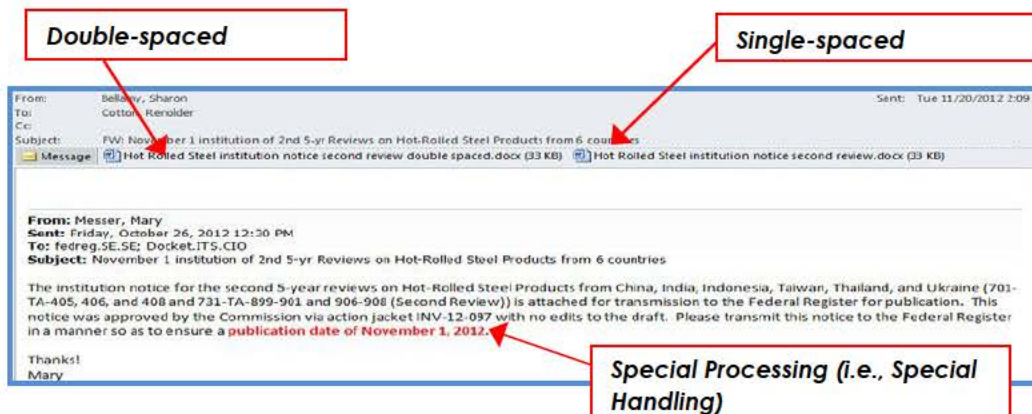 Double-spaced
Single-spaced
From: Bellamy, Sharon Sent: Tue 11/20/2012 2:09
To: Cotton, Renolder
Cc:
Subject: FW: November 1 institution of 2nd 5-yr Reviews on Hot-Rolled Steel Products from 6 countries
Message Hot Rolled Steel institution notice second review double spaced.docx (33 KB) Hot Rolled Steel institution notice second review.docx (33 KB)
From: Messer, Mary
Sent: Friday, October 26, 2012 12:30 PM
To: fedreg.SE.SE; Docket.ITS.CIO
Subject: November 1 institution of 2nd 5-yr Reviews on Hot-Rolled Steel Products from 6 countries
The institution notice for the second 5-year reviews on Hot-Rolled Steel Products from China, India, Indonesia, Taiwan, Thailand, and Ukraine (701-
TA-405, 406, and 408 and 731-TA-899-901 and 906-908 (Second Review)) is attached for transmission to the Federal Register for publication. This
notice was approved by the Commission via action jacket INV-12-097 with no edits to the draft. Please transmit this notice to the Federal Register
in a manner so as to ensure a publication date of November 1, 2012.
Thanks!
Mary
Special Processing (i.e., Special
Handling)